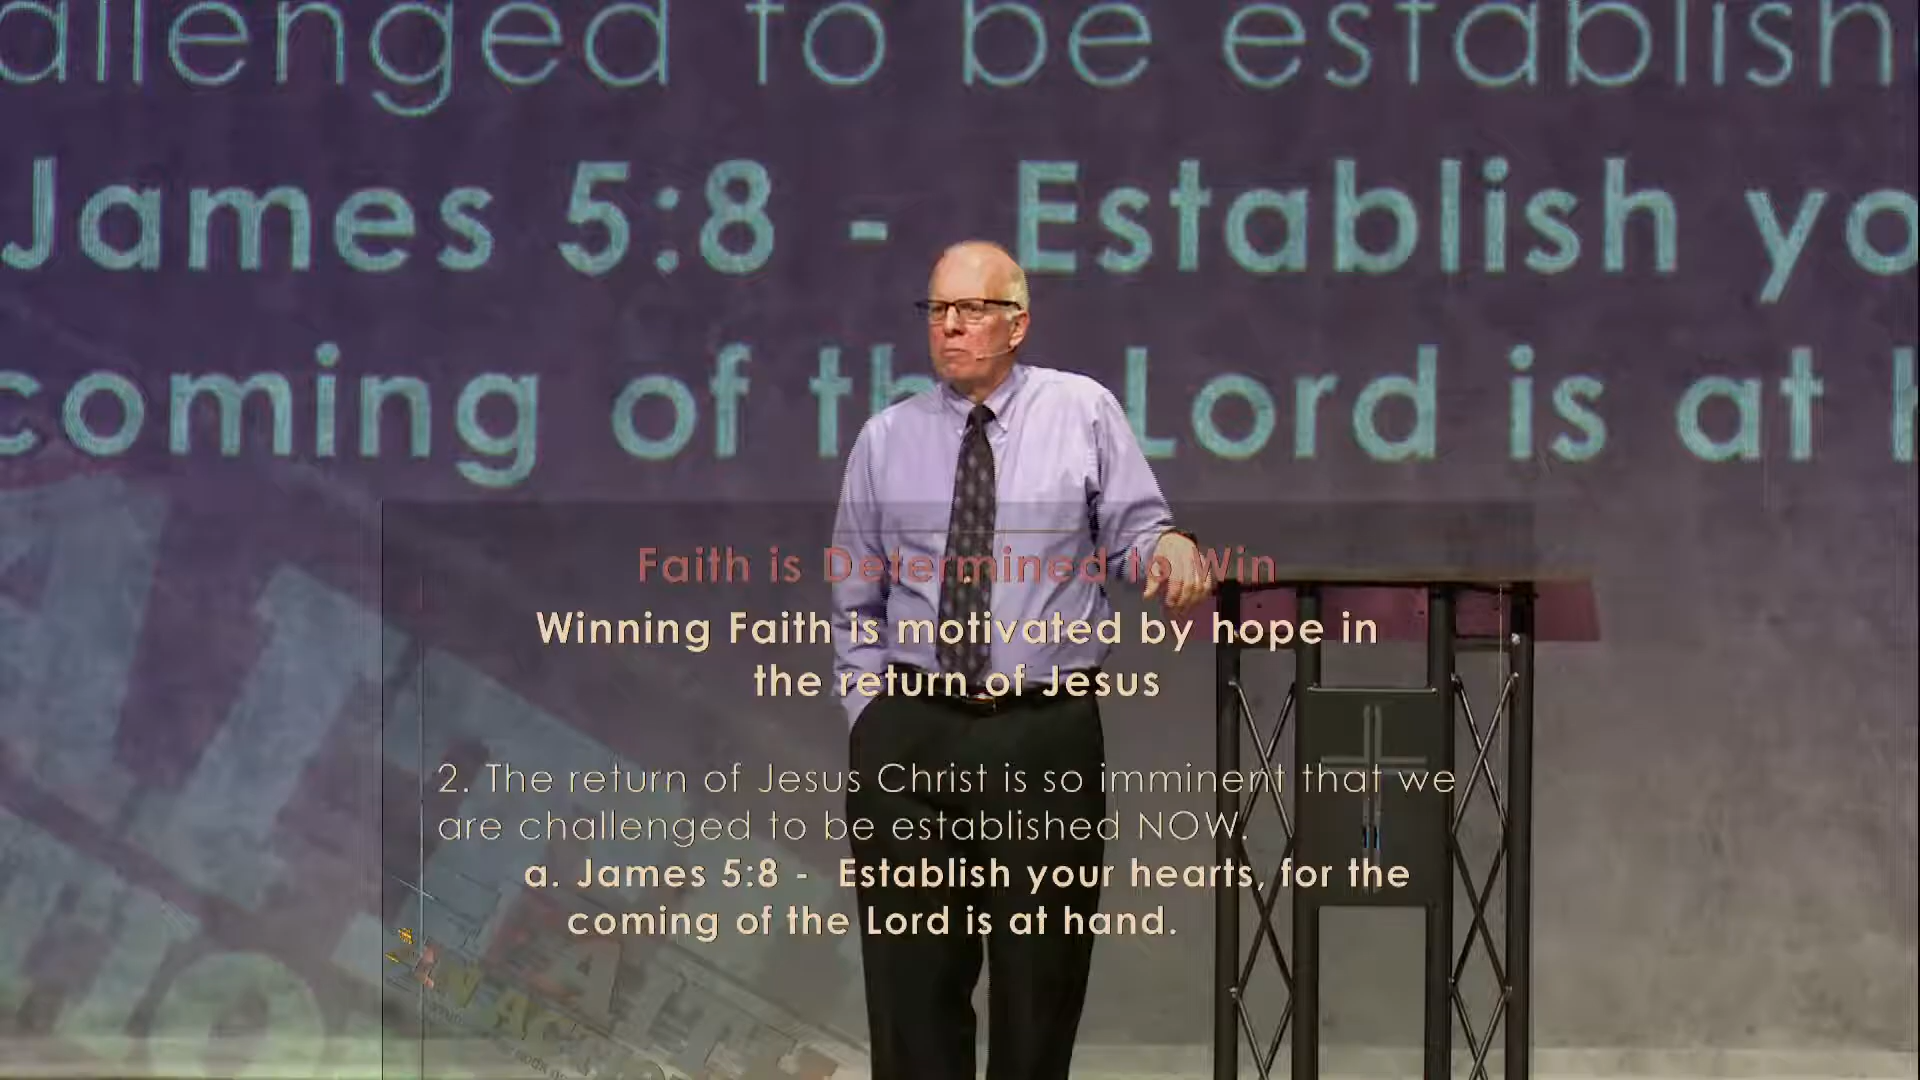 allenged to be establish
James 5:8 - Establish yo
coming of the Lord is at h
Faith is Determined to Win
Winning Faith is motivated by hope in
the return of Jesus
2. The return of Jesus Christ is so imminent that we
are challenged to be established NOW.
a. James 5:8 - Establish your hearts, for the
coming of the Lord is at hand.